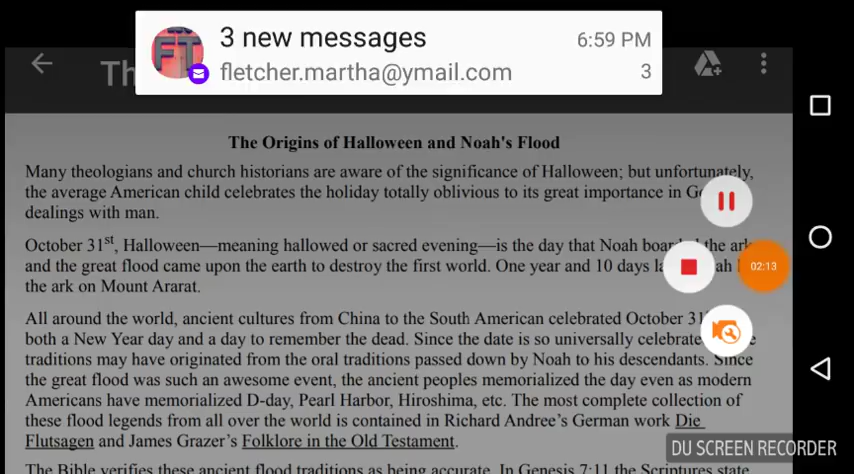 3 new messages
6:59 PM
fletcher.martha@ymail.com
3
FT
Th
The Origins of Halloween and Noah's Flood
Many theologians and church historians are aware of the significance of Halloween; but unfortunately,
the average American child celebrates the holiday totally oblivious to its great importance in
dealings with man.
October 31st, Halloween—meaning hallowed or sacred evening—is the day that Noah the ark
and the great flood came upon the earth to destroy the first world. One year and 10 days
the ark on Mount Ararat.
02:13
All around the world, ancient cultures from China to the South American celebrated October
both a New Year day and a day to remember the dead. Since the date is so universally
traditions may have originated from the oral traditions passed down by Noah to his descendants. Since
the great flood was such an awesome event, the ancient peoples memorialized the day even as modern
Americans have memorialized D-day, Pearl Harbor, Hiroshima, etc. The most complete collection of
these flood legends from all over the world is contained in Richard Andree's German work Die
Flutsagen and James Grazer's Folklore in the Old Testament.
The Bible verifies these ancient flood traditions as being accurate. In Genesis 7:11 the Scriptures state
DU SCREEN RECORDER